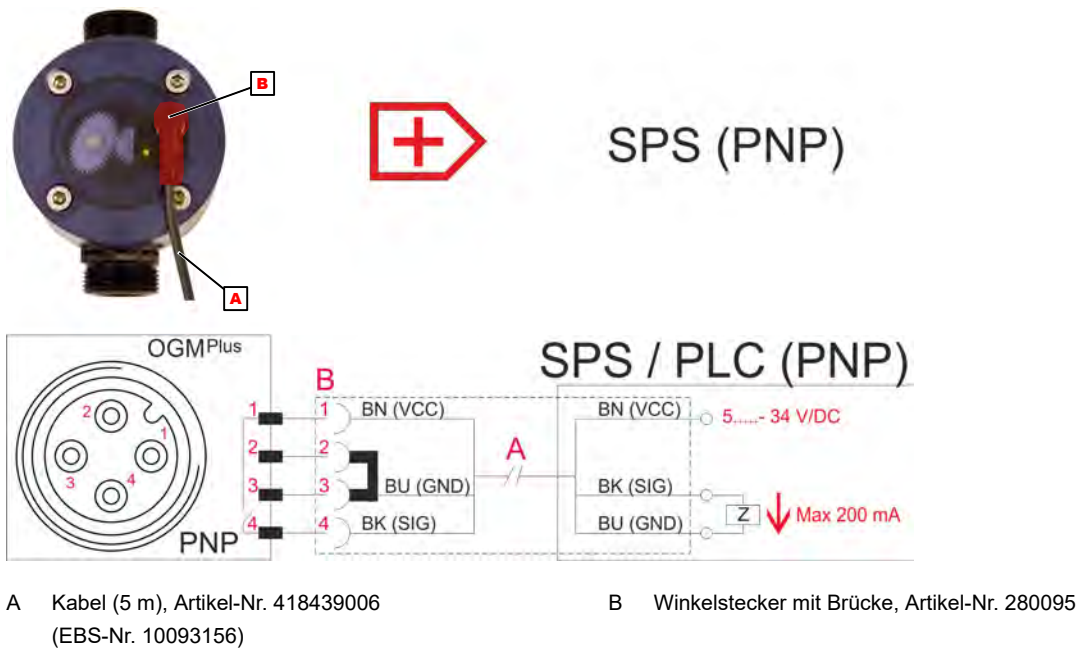 B
SPS (PNP)
A
OGMPlus
SPS / PLC (PNP)
B
2
1
3
4
1 1 BN (VCC) BN (VCC) 5.....- 34 V/DC
2 2 A
3 3 BU (GND) BK (SIG)
Z Max 200 mA
4 4 BK (SIG) BU (GND)
PNP
A Kabel (5 m), Artikel-Nr. 418439006
(EBS-Nr. 10093156)
B Winkelstecker mit Brücke, Artikel-Nr. 280095